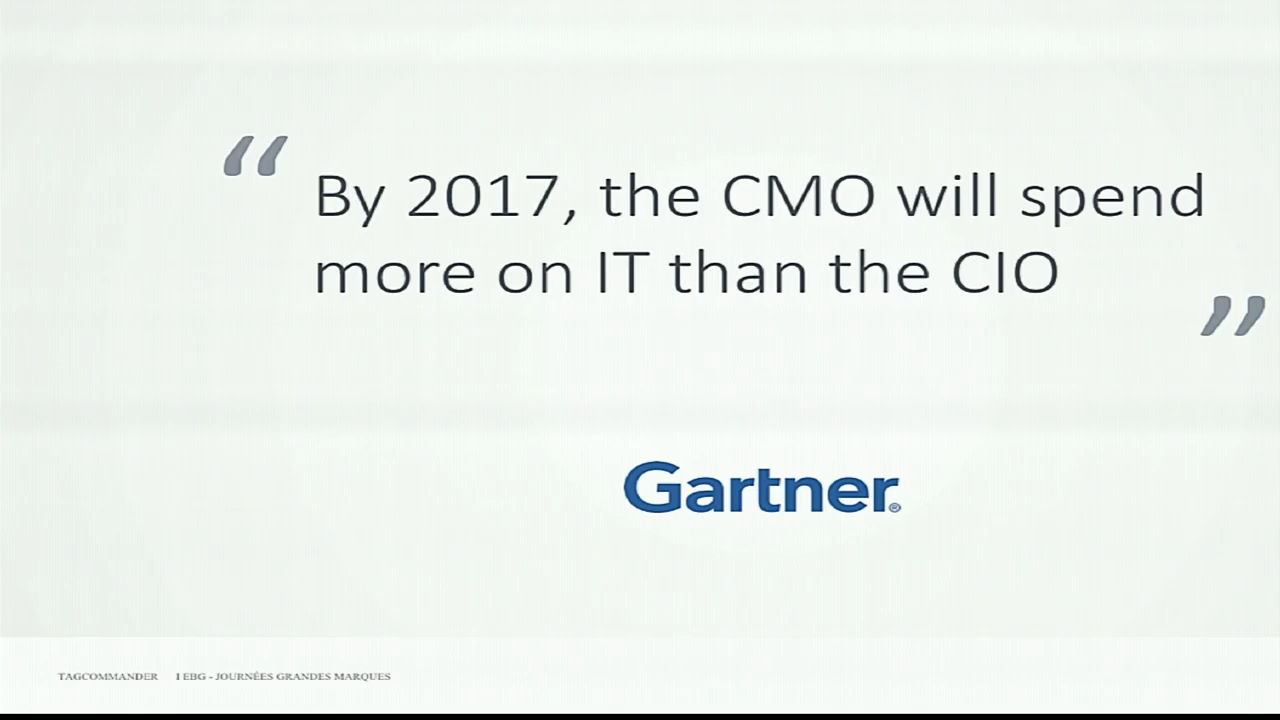 “ By 2017, the CMO will spend
more on IT than the CIO ”
Gartner®
TAGCOMMANDER I EBG - JOURNÉES GRANDES MARQUES